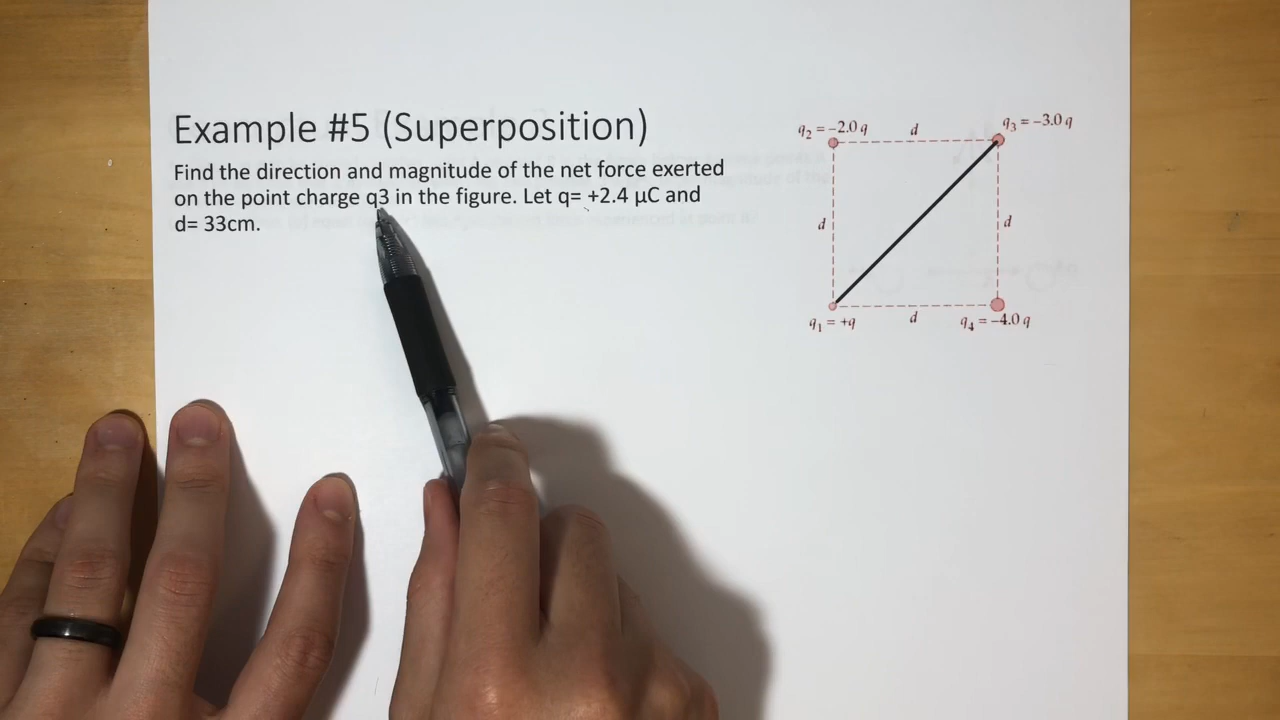 Example #5 (Superposition)
Find the direction and magnitude of the net force exerted
on the point charge q3 in the figure. Let q= +2.4 µC and
d= 33cm.
q₂ = −2.0 q
d
q₃ = −3.0 q
d
d
q₁ = +q
d
q₄ = −4.0 q